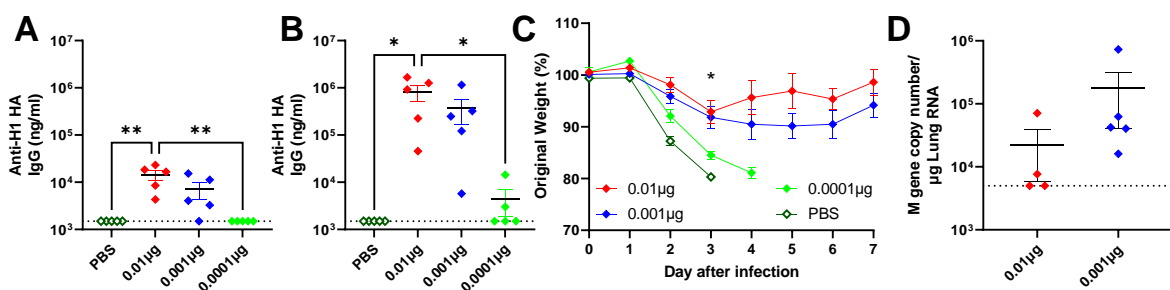 A
Anti-H1 HA
IgG (ng/ml)
10⁷
10⁶
10⁵
10⁴
10³
** **
PBS
0.01µg
0.001µg
0.0001µg
B
Anti-H1 HA
IgG (ng/ml)
10⁷
10⁶
10⁵
10⁴
10³
* *
PBS
0.01µg
0.001µg
0.0001µg
C
Original Weight (%)
110
100
90
80
70
*
0.01µg 0.0001µg
0.001µg PBS
0 1 2 3 4 5 6 7
Day after infection
D
M gene copy number/
µg Lung RNA
10⁶
10⁵
10⁴
10³
0.01µg
0.001µg